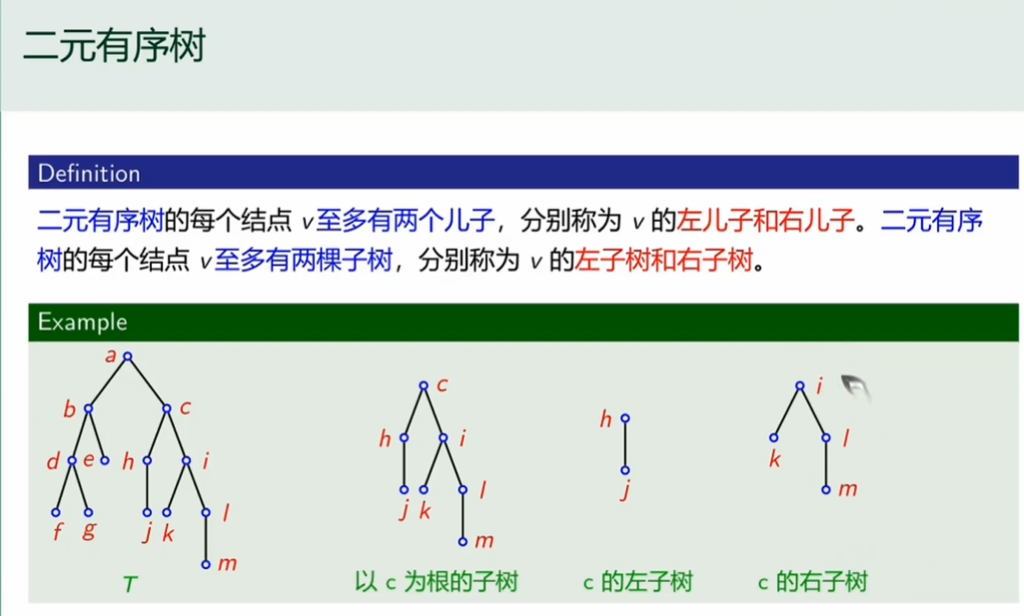 二元有序树
Definition
二元有序树的每个结点 v至多有两个儿子，分别称为 v 的左儿子和右儿子。二元有序
树的每个结点 v至多有两棵子树，分别称为 v 的左子树和右子树。
Example
a
b c
d e h i
f g j k l
m
T
c
h i
j k l
m
以 c 为根的子树
h
j
c 的左子树
i
k l
m
c 的右子树